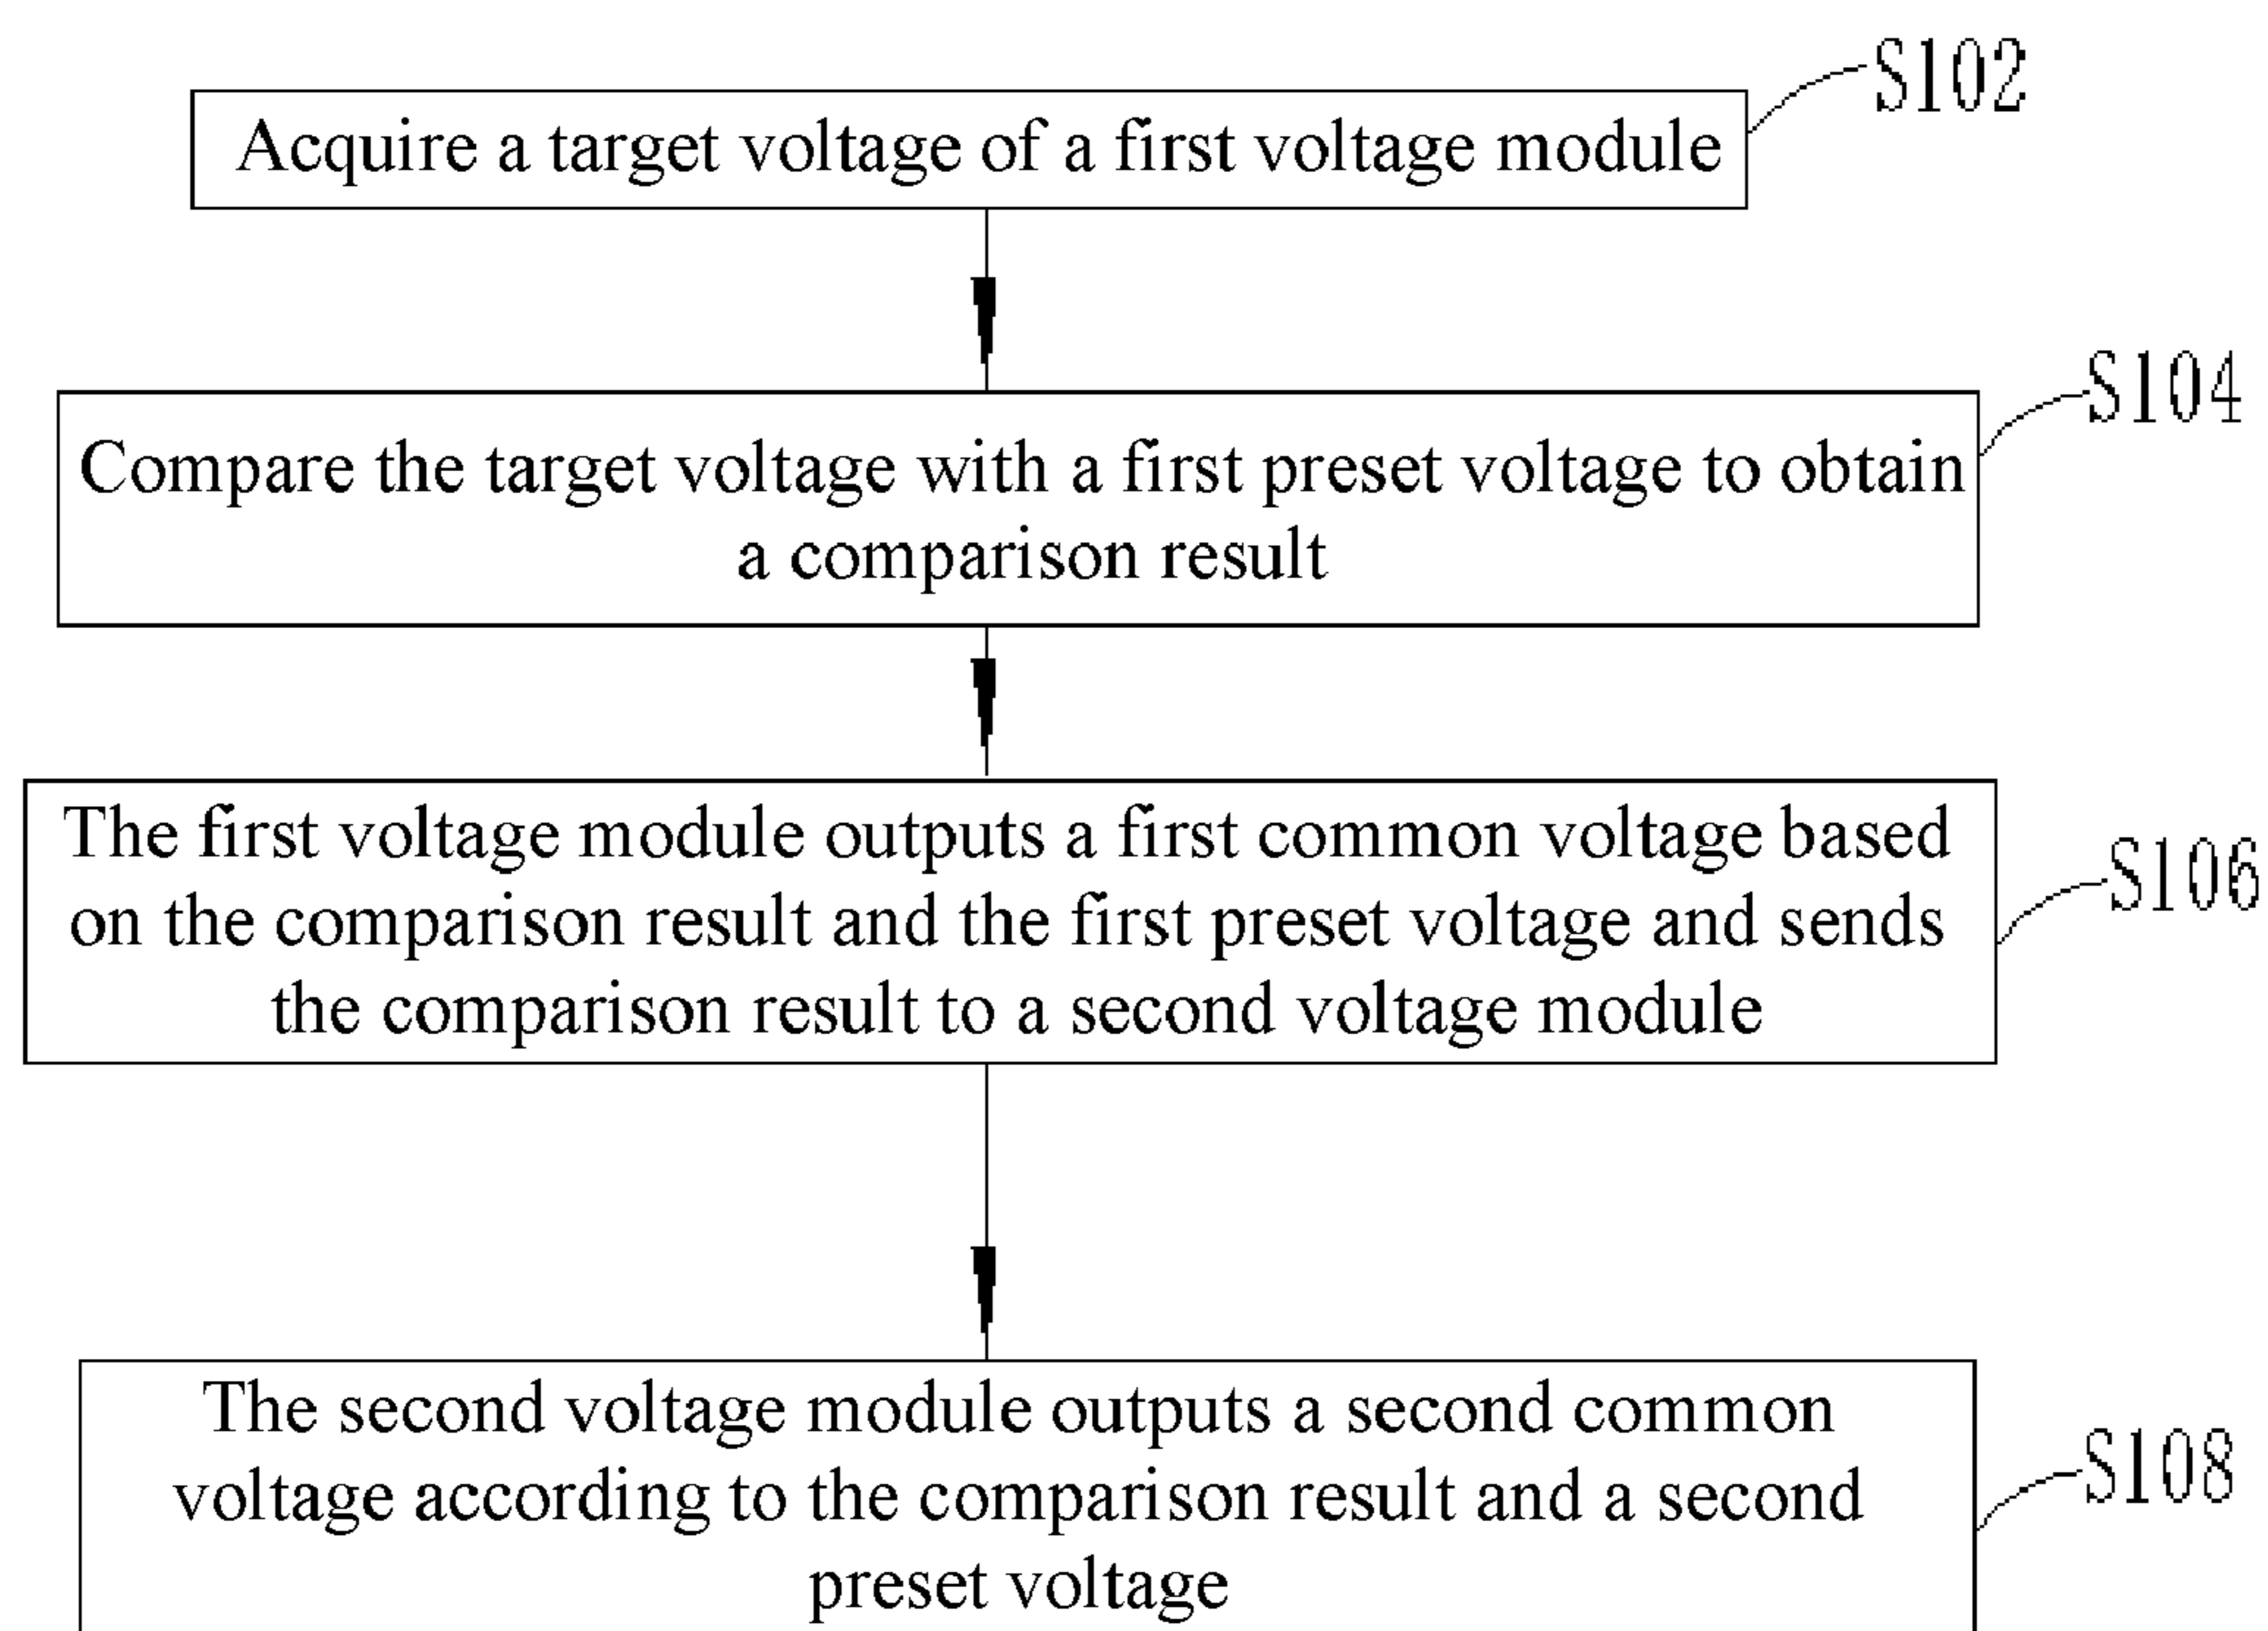 S102
Acquire a target voltage of a first voltage module
S104
Compare the target voltage with a first preset voltage to obtain
a comparison result
The first voltage module outputs a first common voltage based
S106
on the comparison result and the first preset voltage and sends
the comparison result to a second voltage module
The second voltage module outputs a second common
S108
voltage according to the comparison result and a second
preset voltage